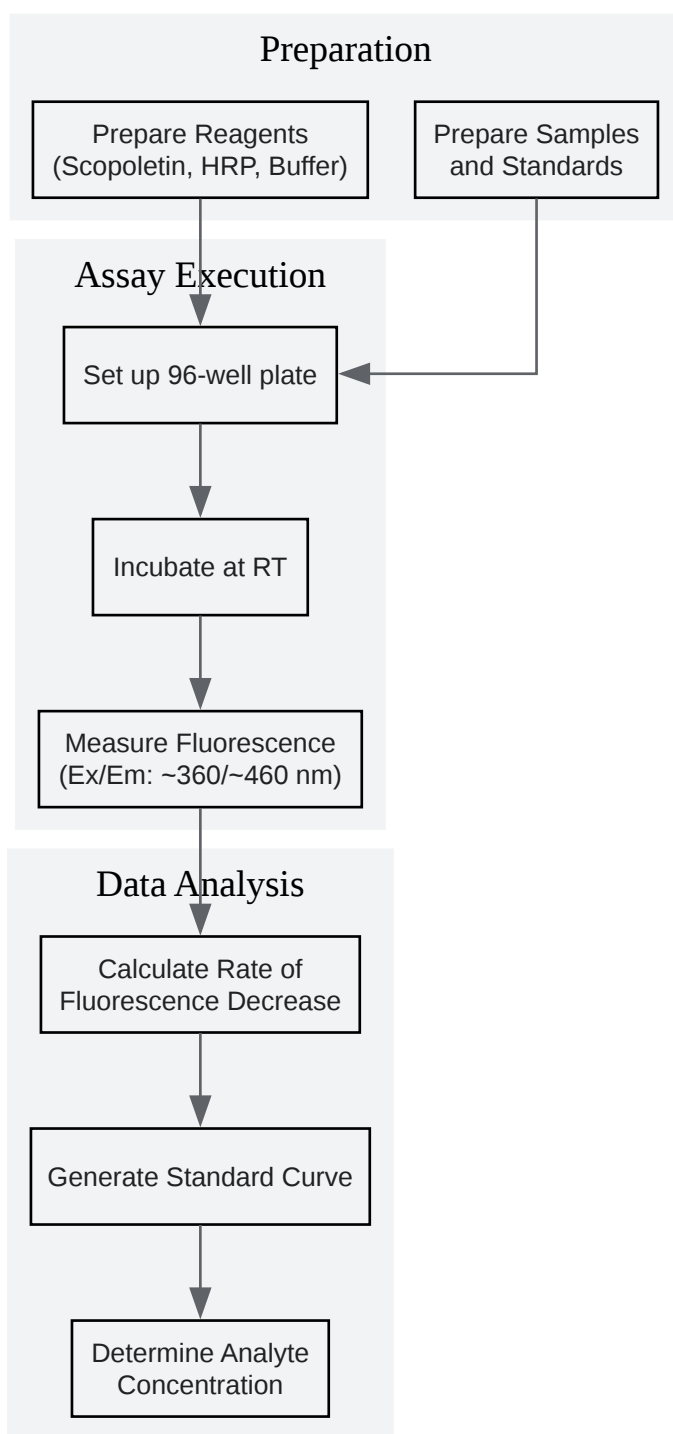 Preparation
Prepare Reagents
(Scopoletin, HRP, Buffer)
Prepare Samples
and Standards
Assay Execution
Set up 96-well plate
Incubate at RT
Measure Fluorescence
(Ex/Em: ~360/~460 nm)
Data Analysis
Calculate Rate of
Fluorescence Decrease
Generate Standard Curve
Determine Analyte
Concentration